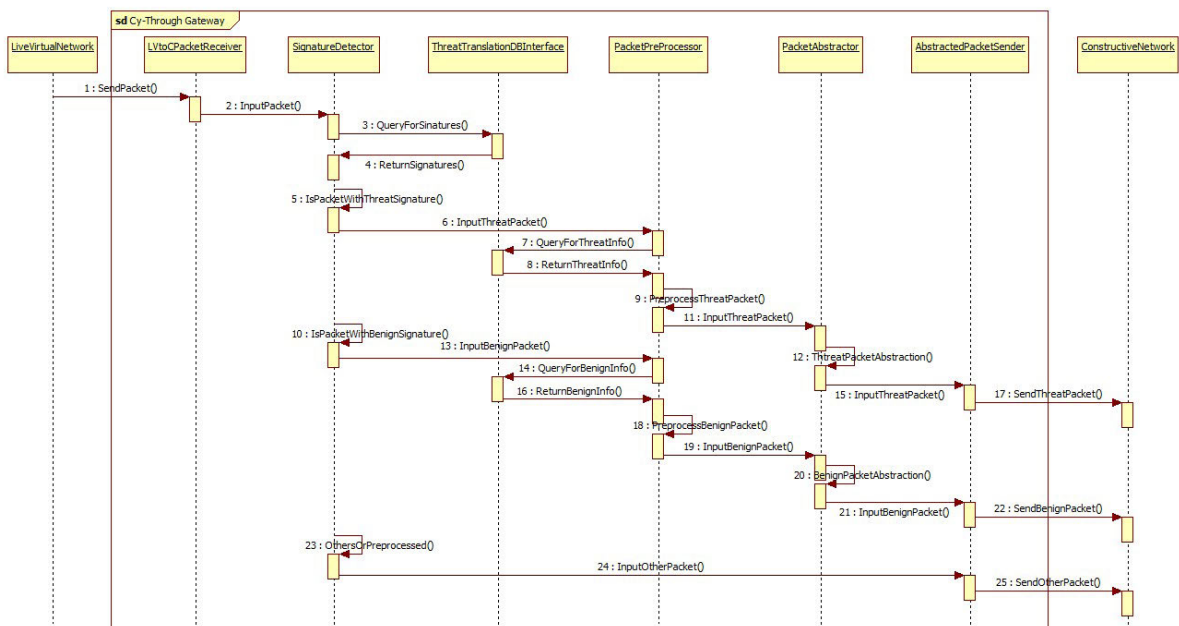 sd Cy-Through Gateway
LiveVirtualNetwork
LVtoCPacketReceiver
SignatureDetector
ThreatTranslationDBInterface
PacketPreProcessor
PacketAbstractor
AbstractedPacketSender
ConstructiveNetwork
1 : SendPacket()
2 : InputPacket()
3 : QueryForSinatures()
4 : ReturnSignatures()
5 : IsPacketWithThreatSignature()
6 : InputThreatPacket()
7 : QueryForThreatInfo()
8 : ReturnThreatInfo()
9 : PreprocessThreatPacket()
11 : InputThreatPacket()
10 : IsPacketWithBenignSignature()
13 : InputBenignPacket()
12 : ThtreatPacketAbstraction()
14 : QueryForBenignInfo()
16 : ReturnBenignInfo()
15 : InputThreatPacket()
17 : SendThreatPacket()
18 : PreprocessBenignPacket()
19 : InputBenignPacket()
20 : BenignPacketAbstraction()
21 : InputBenignPacket()
22 : SendBenignPacket()
23 : OthersOrPreprocessed()
24 : InputOtherPacket()
25 : SendOtherPacket()